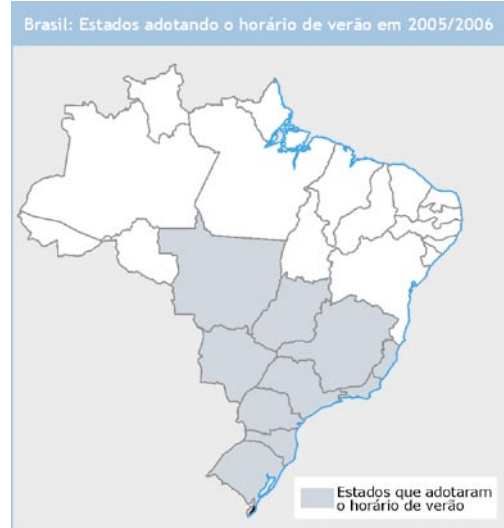 Brasil: Estados adotando o horário de verão em 2005/2006
Estados que adotaram
o horário de verão